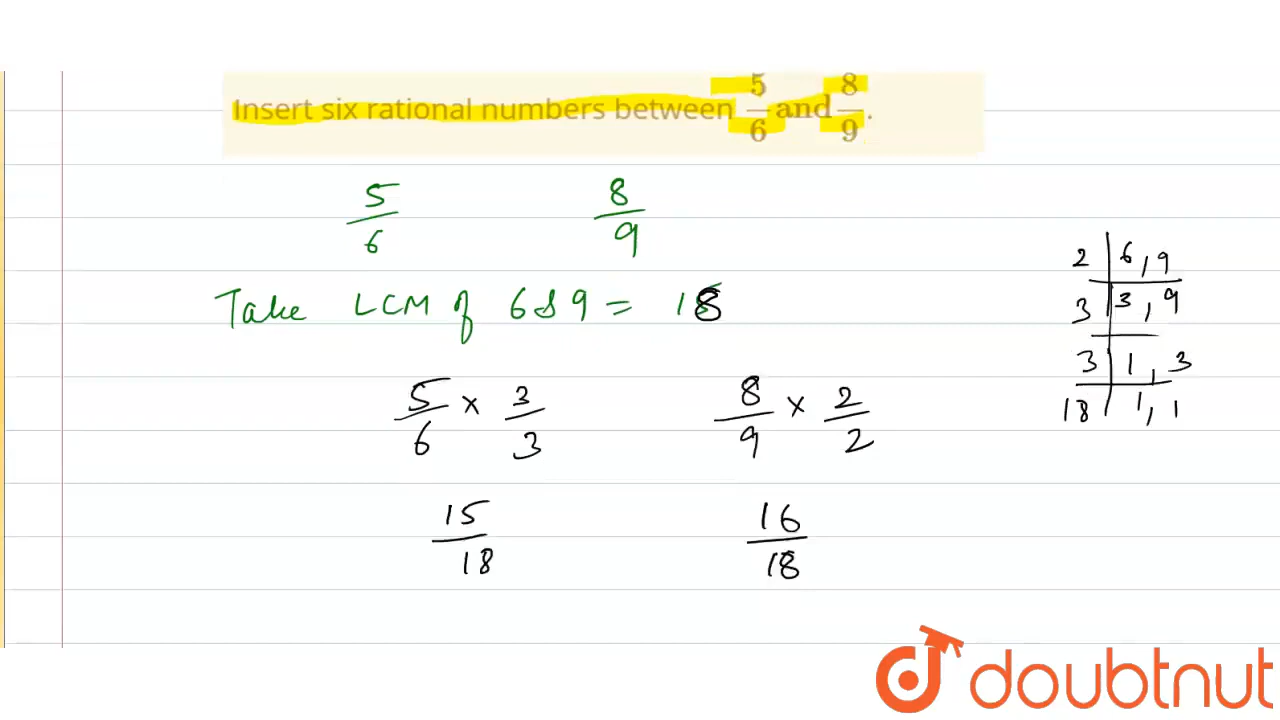 Insert six rational numbers between 5/6 and 8/9.
5/6 8/9
Take LCM of 6 & 9 = 18
5/6 × 3/3 8/9 × 2/2
15/18 16/18
2 | 6, 9
3 | 3, 9
3 | 1, 3
18 | 1, 1
doubtnut